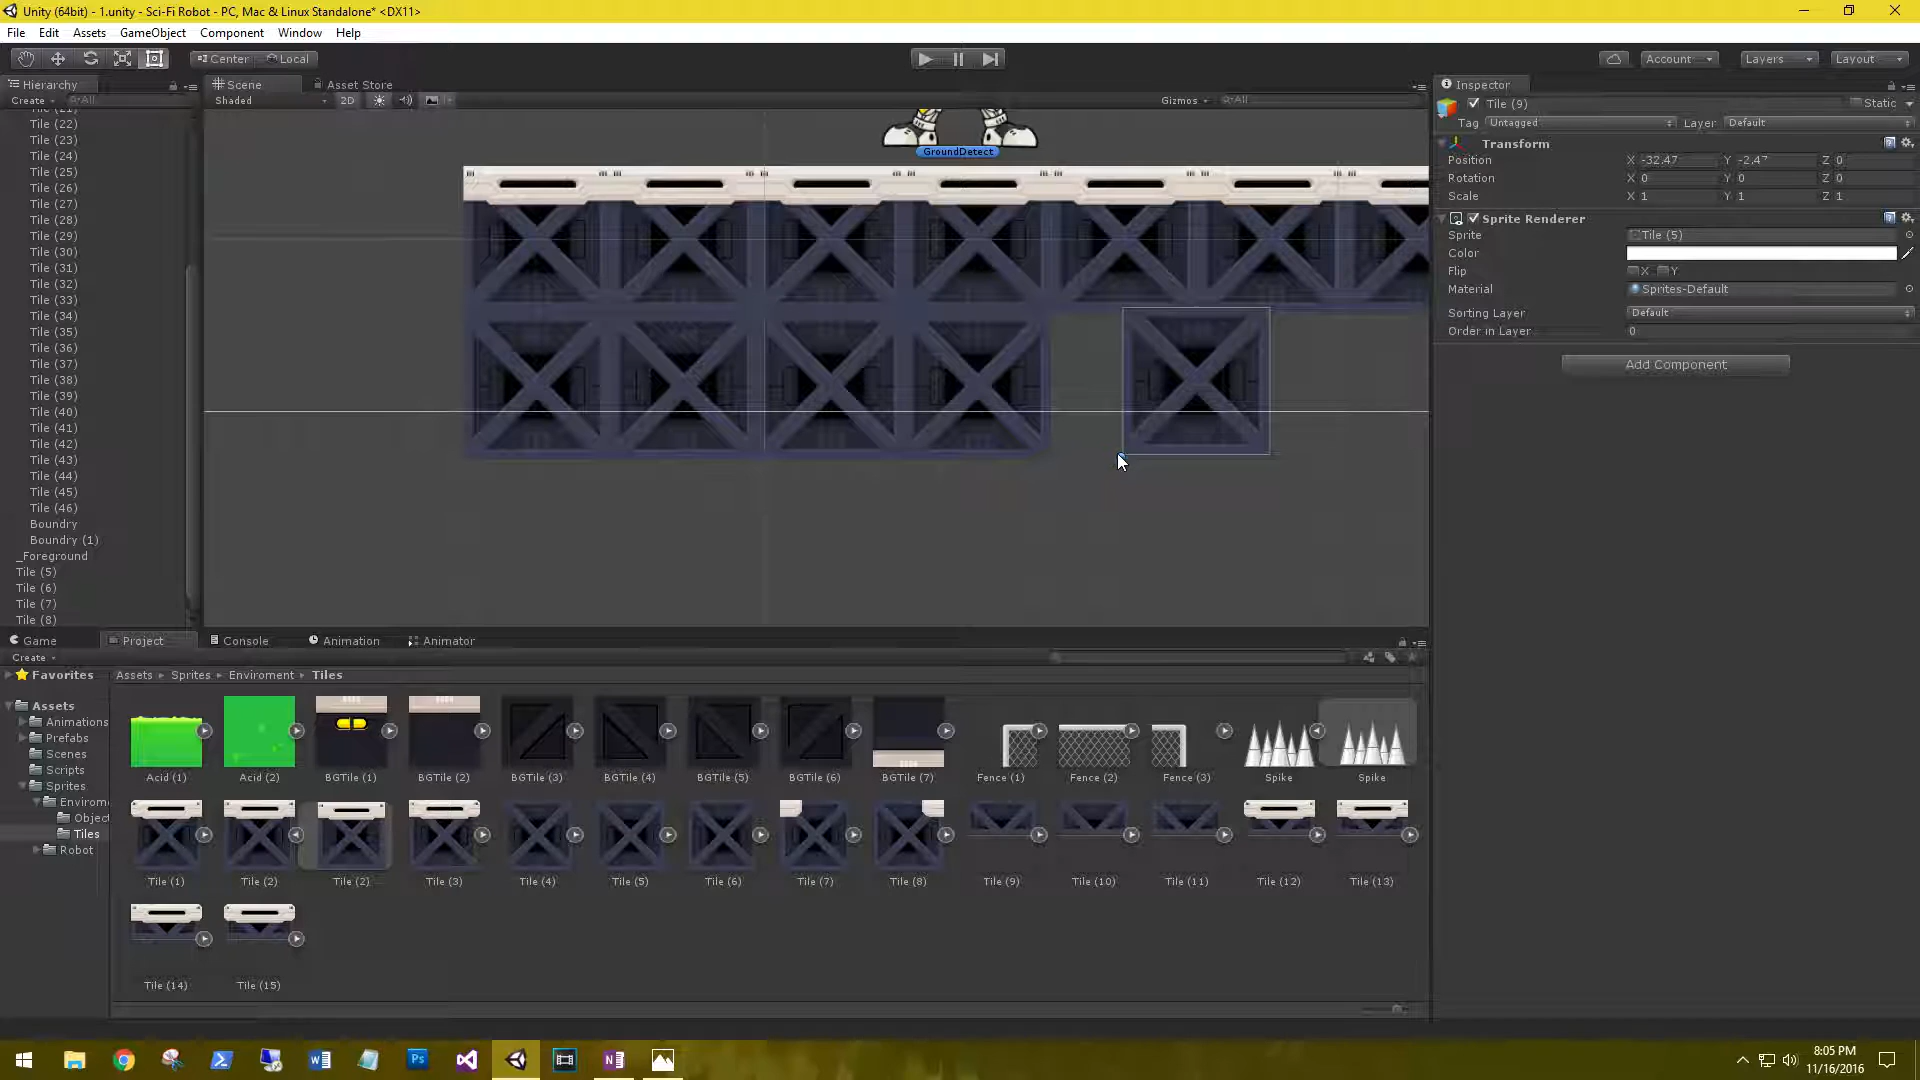 Unity (64bit) - 1.unity - Sci-Fi Robot - PC, Mac & Linux Standalone* <DX11>
File Edit Assets GameObject Component Window Help
Center Local Account Layers Layout
Hierarchy Scene Asset Store Inspector
Create All Shaded 2D Gizmos All
Tile (9) Static
Tag Untagged Layer Default
Transform
Position X -32.47 Y -2.47 Z 0
Rotation X 0 Y 0 Z 0
Scale X 1 Y 1 Z 1
Sprite Renderer
Sprite Tile (5)
Color
Flip X Y
Material Sprites-Default
Sorting Layer Default
Order in Layer 0
Add Component
GroundDetect
Tile (21)
Tile (22)
Tile (23)
Tile (24)
Tile (25)
Tile (26)
Tile (27)
Tile (28)
Tile (29)
Tile (30)
Tile (31)
Tile (32)
Tile (33)
Tile (34)
Tile (35)
Tile (36)
Tile (37)
Tile (38)
Tile (39)
Tile (40)
Tile (41)
Tile (42)
Tile (43)
Tile (44)
Tile (45)
Tile (46)
Boundry
Boundry (1)
_Foreground
Tile (5)
Tile (6)
Tile (7)
Tile (8)
Game Project Console Animation Animator
Create
Favorites
Assets
Animations
Prefabs
Scenes
Scripts
Sprites
Environm
Object
Tiles
Robot
Assets Sprites Enviroment Tiles
Acid (1) Acid (2) BGTile (1) BGTile (2) BGTile (3) BGTile (4) BGTile (5) BGTile (6) BGTile (7) Fence (1) Fence (2) Fence (3) Spike Spike
Tile (1) Tile (2) Tile (2) Tile (3) Tile (4) Tile (5) Tile (6) Tile (7) Tile (8) Tile (9) Tile (10) Tile (11) Tile (12) Tile (13)
Tile (14) Tile (15)
8:05 PM
11/16/2016